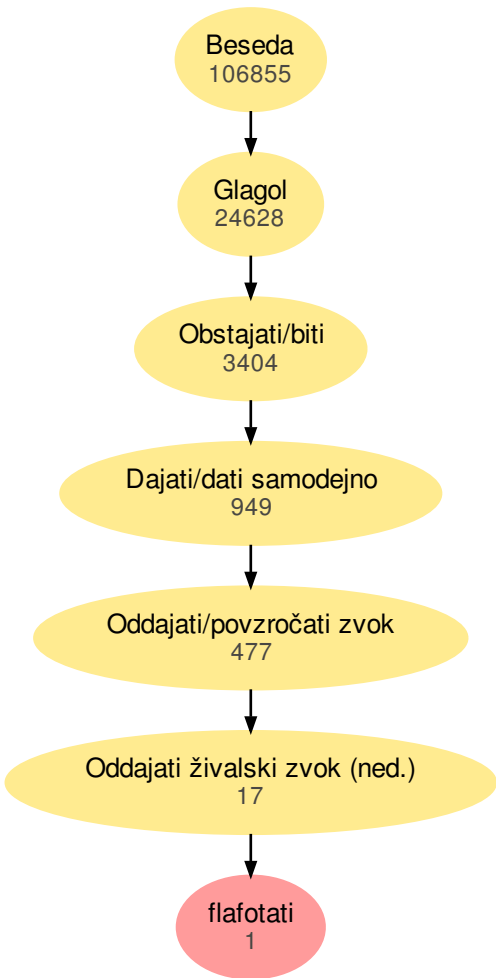 Beseda
106855
Glagol
24628
Obstajati/biti
3404
Dajati/dati samodejno
949
Oddajati/povzročati zvok
477
Oddajati živalski zvok (ned.)
17
flafotati
1